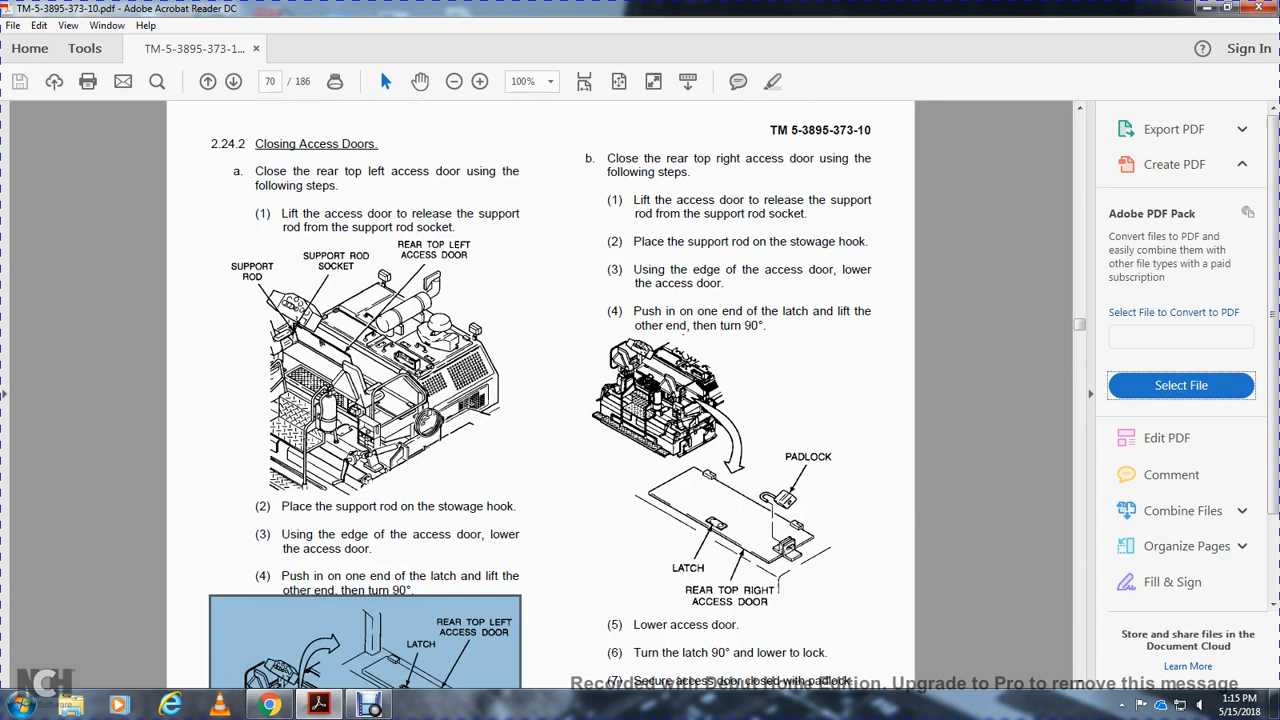 TM-5-3895-373-10.pdf - Adobe Acrobat Reader DC
File Edit View Window Help
Home Tools TM-5-3895-373-1... × Sign In
70 / 186 100%
TM 5-3895-373-10
2.24.2 Closing Access Doors.
a. Close the rear top left access door using the
following steps.
(1) Lift the access door to release the support
rod from the support rod socket.
REAR TOP LEFT
ACCESS DOOR
SUPPORT ROD
SOCKET
SUPPORT
ROD
(2) Place the support rod on the stowage hook.
(3) Using the edge of the access door, lower
the access door.
(4) Push in on one end of the latch and lift the
other end, then turn 90°.
REAR TOP LEFT
ACCESS DOOR
LATCH
b. Close the rear top right access door using the
following steps.
(1) Lift the access door to release the support
rod from the support rod socket.
(2) Place the support rod on the stowage hook.
(3) Using the edge of the access door, lower
the access door.
(4) Push in on one end of the latch and lift the
other end, then turn 90°.
PADLOCK
LATCH
REAR TOP RIGHT
ACCESS DOOR
(5) Lower access door.
(6) Turn the latch 90° and lower to lock.
(7) Secure access door closed with padlock.
Export PDF
Create PDF
Adobe PDF Pack
Convert files to PDF and
easily combine them with
other file types with a paid
subscription
Select File to Convert to PDF
Select File
Edit PDF
Comment
Combine Files
Organize Pages
Fill & Sign
Store and share files in the
Document Cloud
Learn More
NCH
Software
Upgrade to Pro to remove this message
1:15 PM
5/15/2018